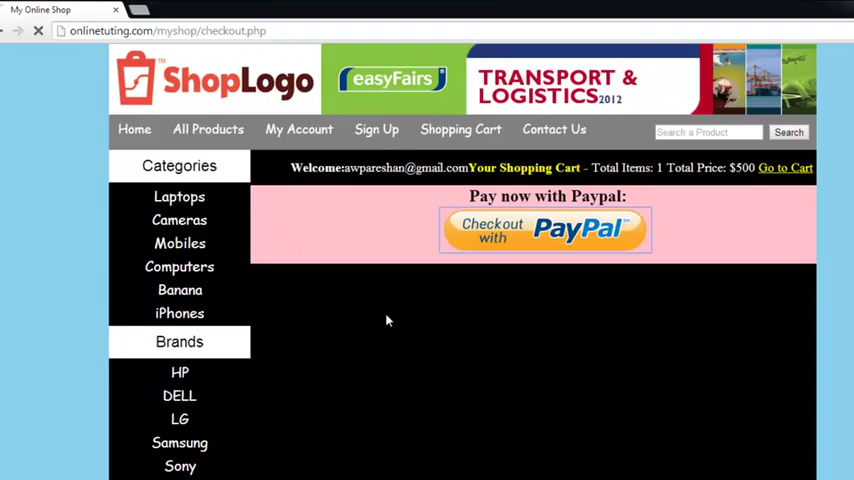 My Online Shop
onlinetuting.com/myshop/checkout.php
ShopLogo
easyFairs
TRANSPORT &
LOGISTICS2012
Home All Products My Account Sign Up Shopping Cart Contact Us Search a Product Search
Categories
Welcome:awpareshan@gmail.comYour Shopping Cart - Total Items: 1 Total Price: $500 Go to Cart
Pay now with Paypal:
Checkout with PayPal
Laptops
Cameras
Mobiles
Computers
Banana
iPhones
Brands
HP
DELL
LG
Samsung
Sony